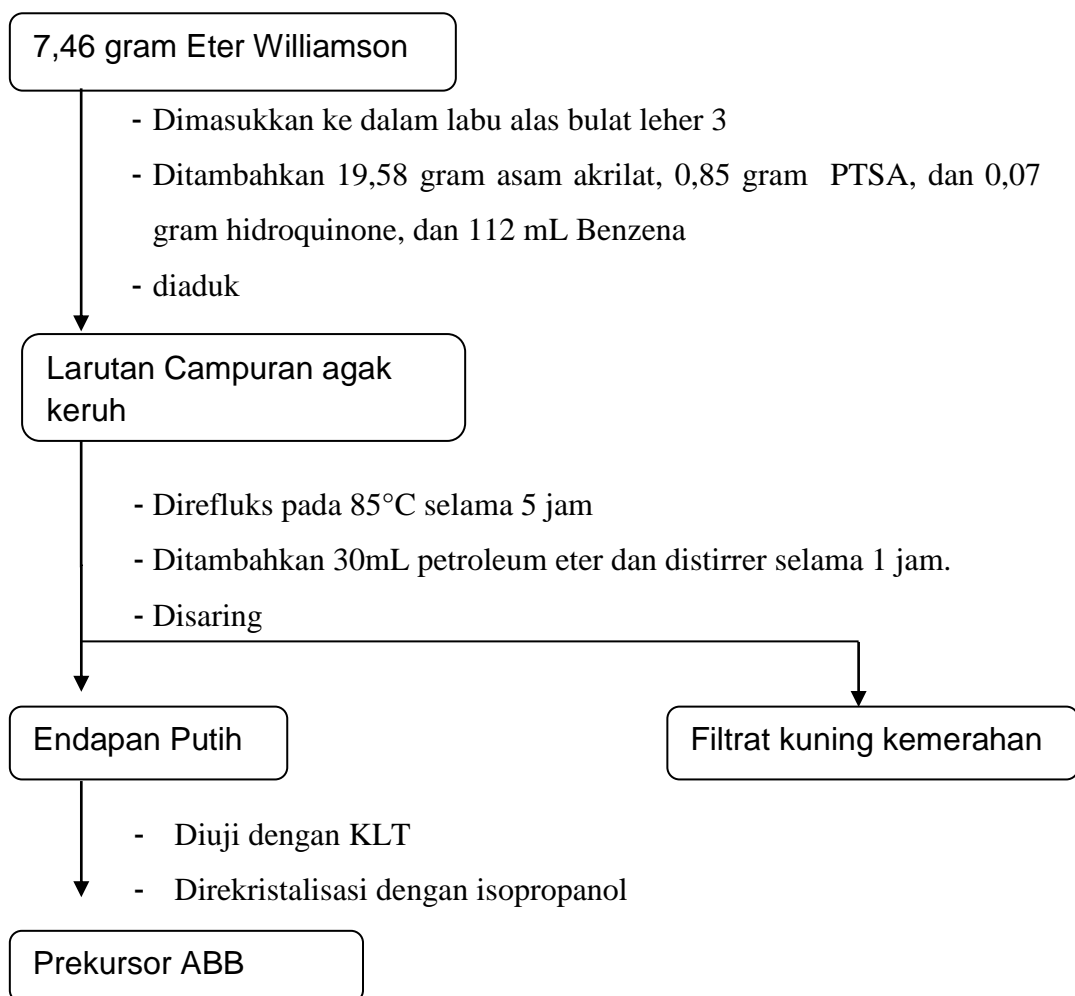 7,46 gram Eter Williamson
- Dimasukkan ke dalam labu alas bulat leher 3
- Ditambahkan 19,58 gram asam akrilat, 0,85 gram PTSA, dan 0,07
gram hidroquinone, dan 112 mL Benzena
- diaduk
Larutan Campuran agak
keruh
- Direfluks pada 85°C selama 5 jam
- Ditambahkan 30mL petroleum eter dan distirrer selama 1 jam.
- Disaring
Endapan Putih
Filtrat kuning kemerahan
- Diuji dengan KLT
- Direkristalisasi dengan isopropanol
Prekursor ABB